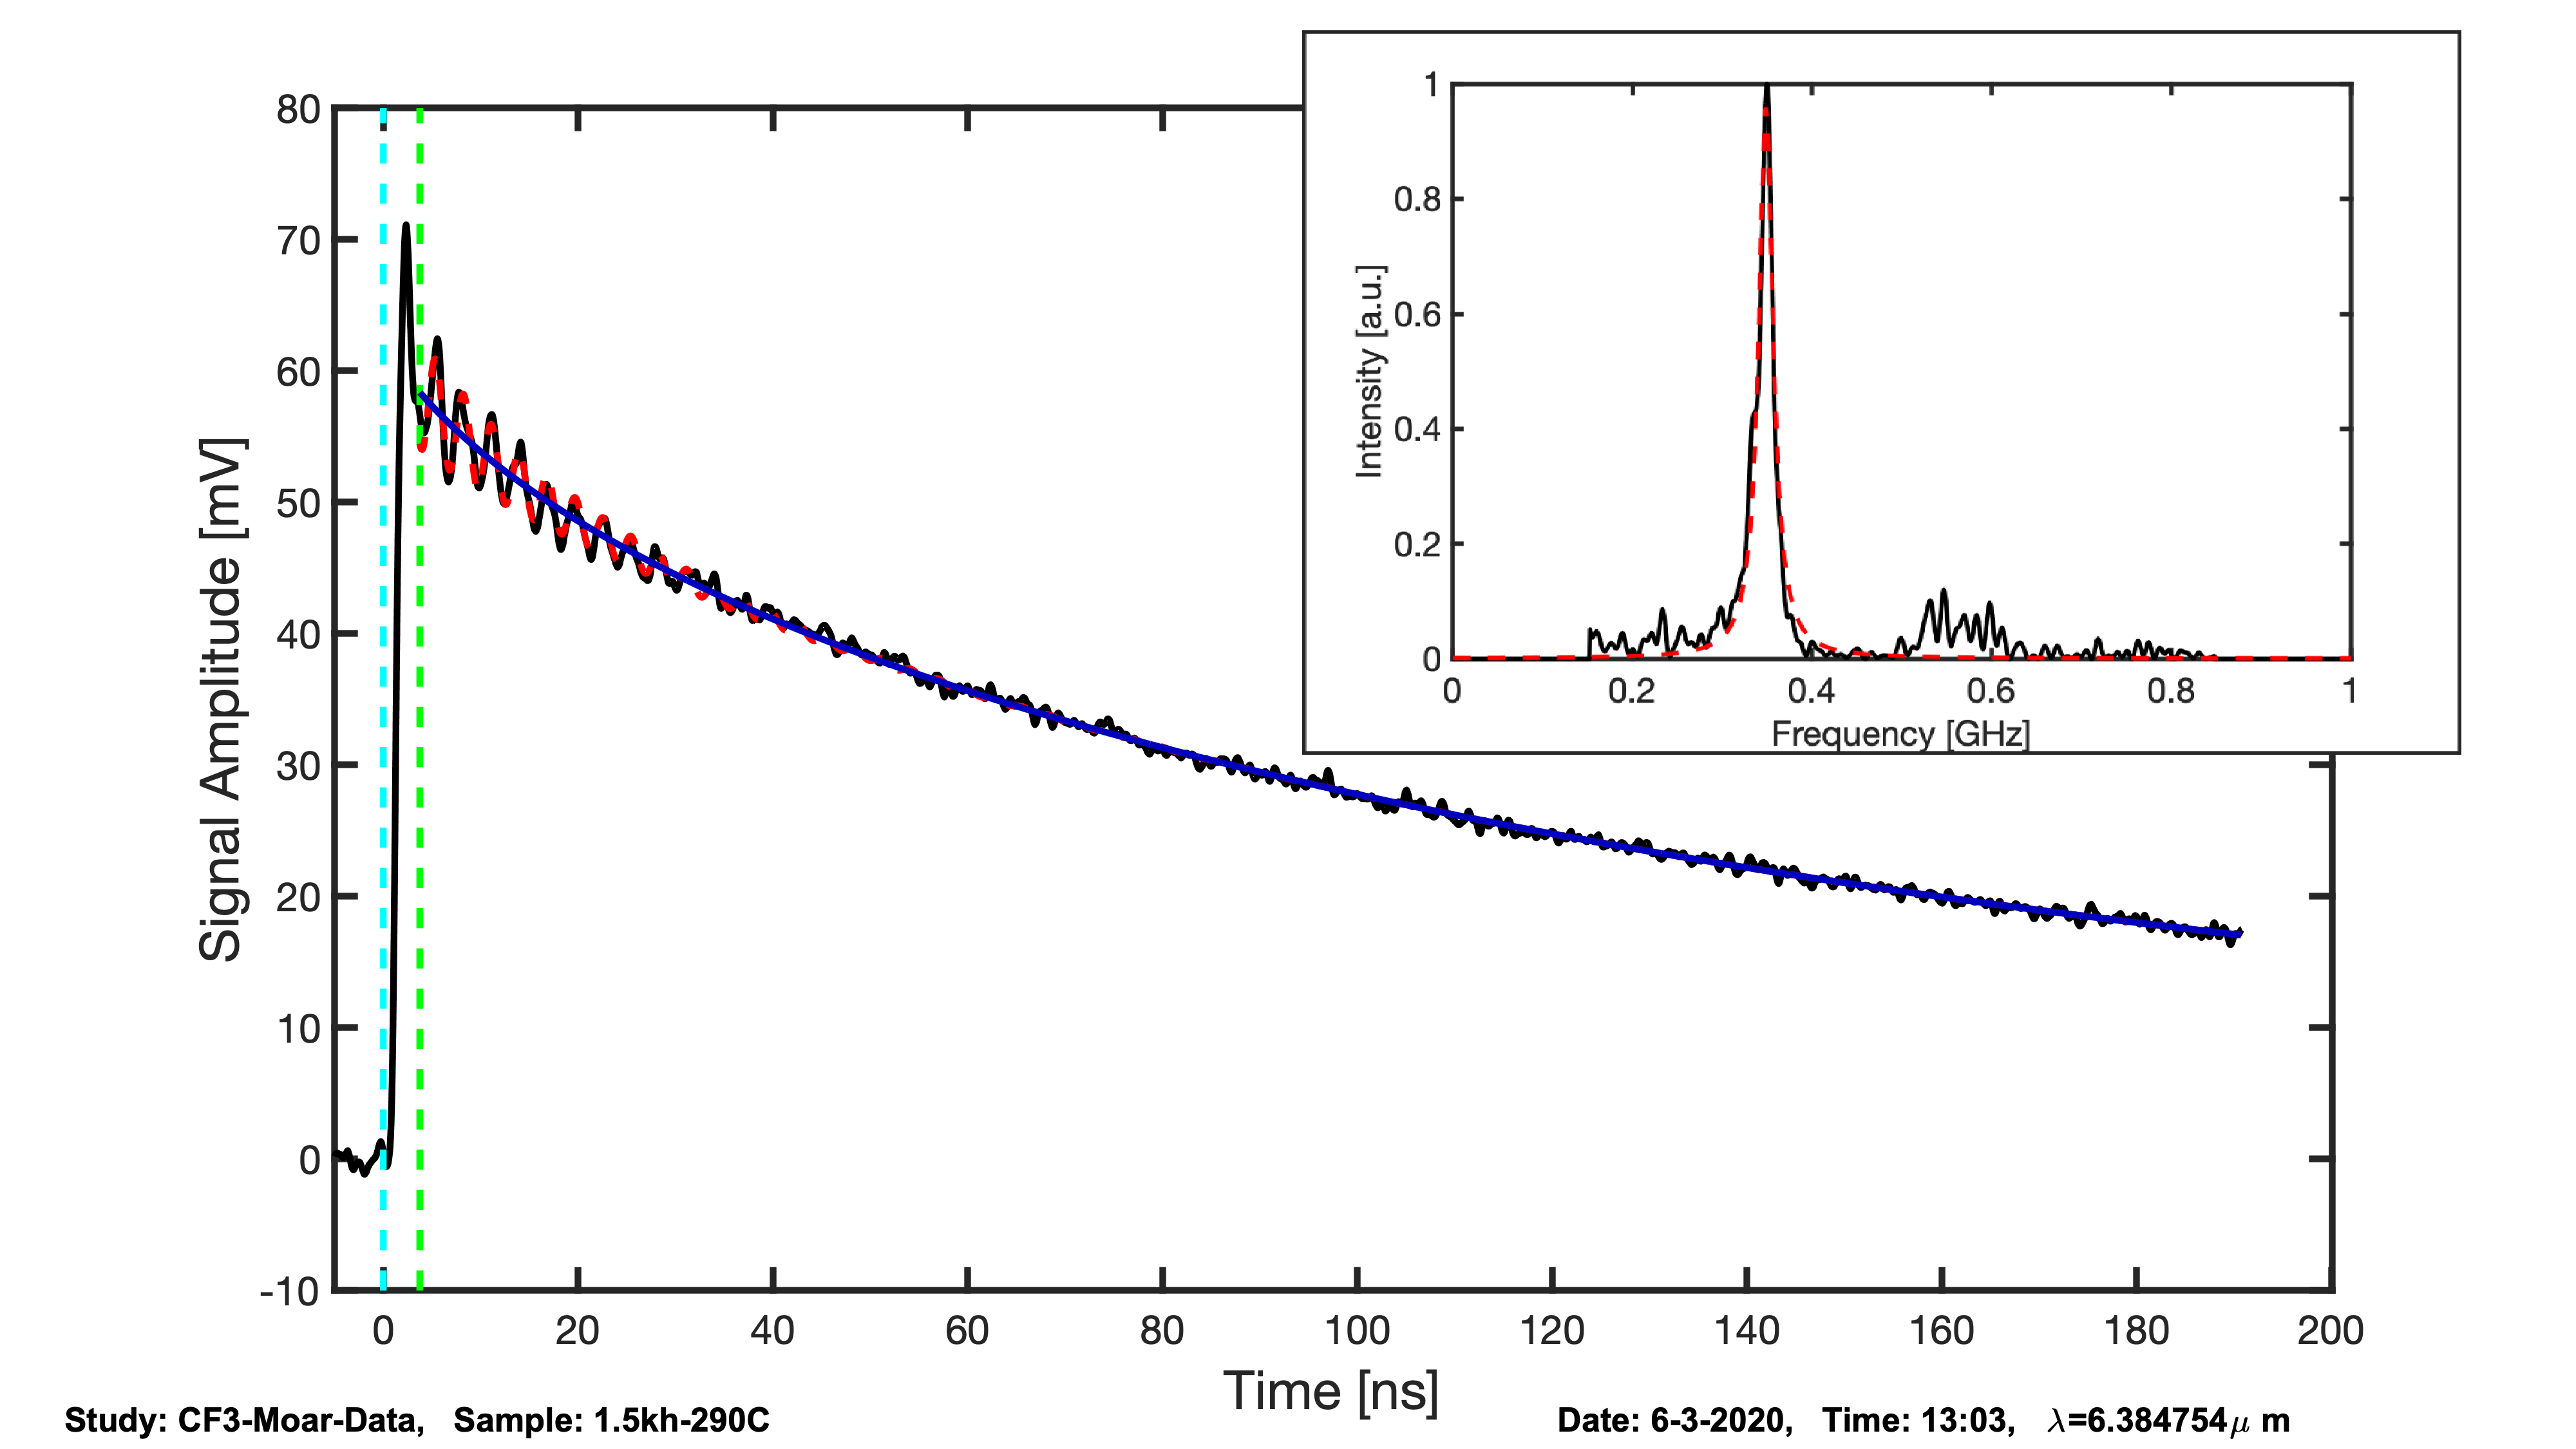 80
70
60
50
40
30
20
10
0
-10
Signal Amplitude [mV]
0 20 40 60 80 100 120 140 160 180 200
Time [ns]
1
0.8
0.6
0.4
0.2
0
Intensity [a.u.]
0 0.2 0.4 0.6 0.8 1
Frequency [GHz]
Study: CF3-Moar-Data, Sample: 1.5kh-290C
Date: 6-3-2020, Time: 13:03, λ=6.384754μ m